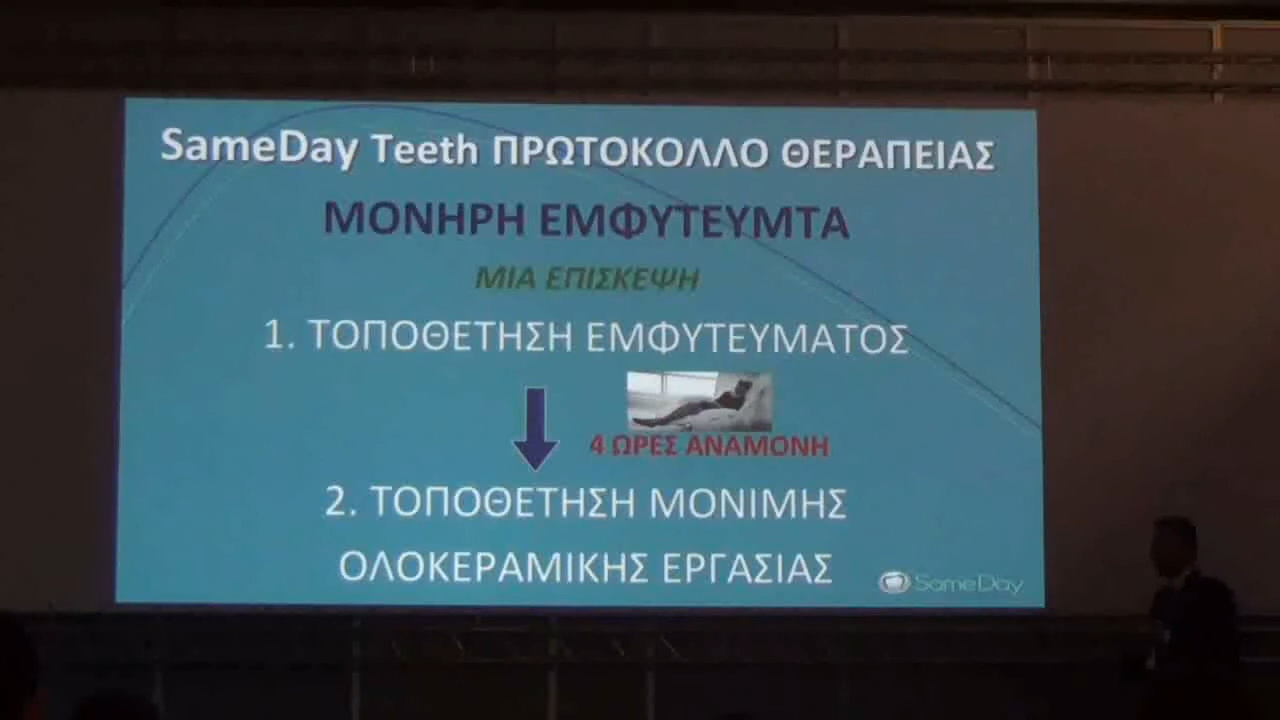 SameDay Teeth ΠΡΩΤΟΚΟΛΛΟ ΘΕΡΑΠΕΙΑΣ
ΜΟΝΗΡΗ ΕΜΦΥΤΕΥΜΤΑ
ΜΙΑ ΕΠΙΣΚΕΨΗ
1. ΤΟΠΟΘΕΤΗΣΗ ΕΜΦΥΤΕΥΜΑΤΟΣ
4 ΩΡΕΣ ΑΝΑΜΟΝΗ
2. ΤΟΠΟΘΕΤΗΣΗ ΜΟΝΙΜΗΣ
ΟΛΟΚΕΡΑΜΙΚΗΣ ΕΡΓΑΣΙΑΣ
SameDay